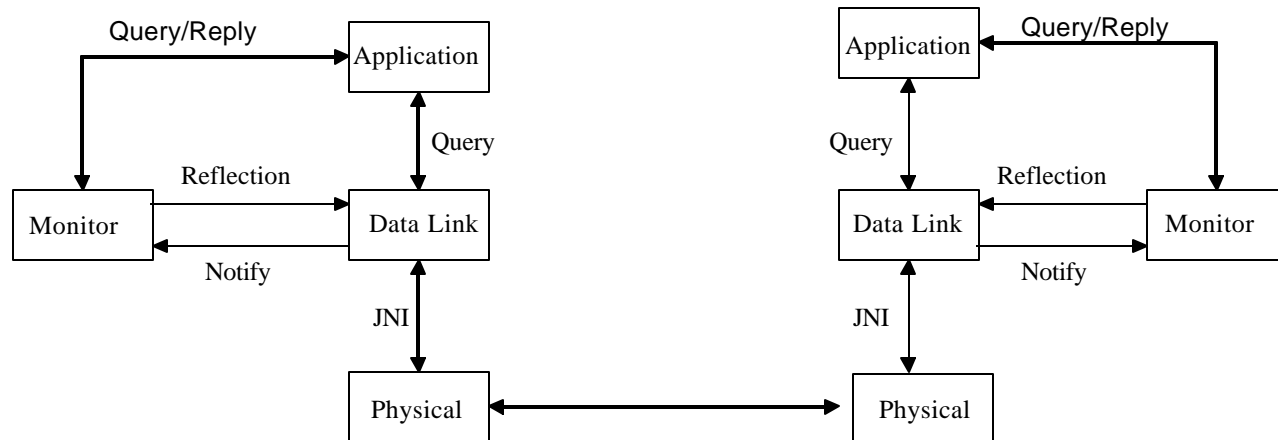 Query/Reply
Application
Query
Reflection
Monitor
Data Link
Notify
JNI
Physical
Application
Query/Reply
Query
Reflection
Data Link
Monitor
Notify
JNI
Physical